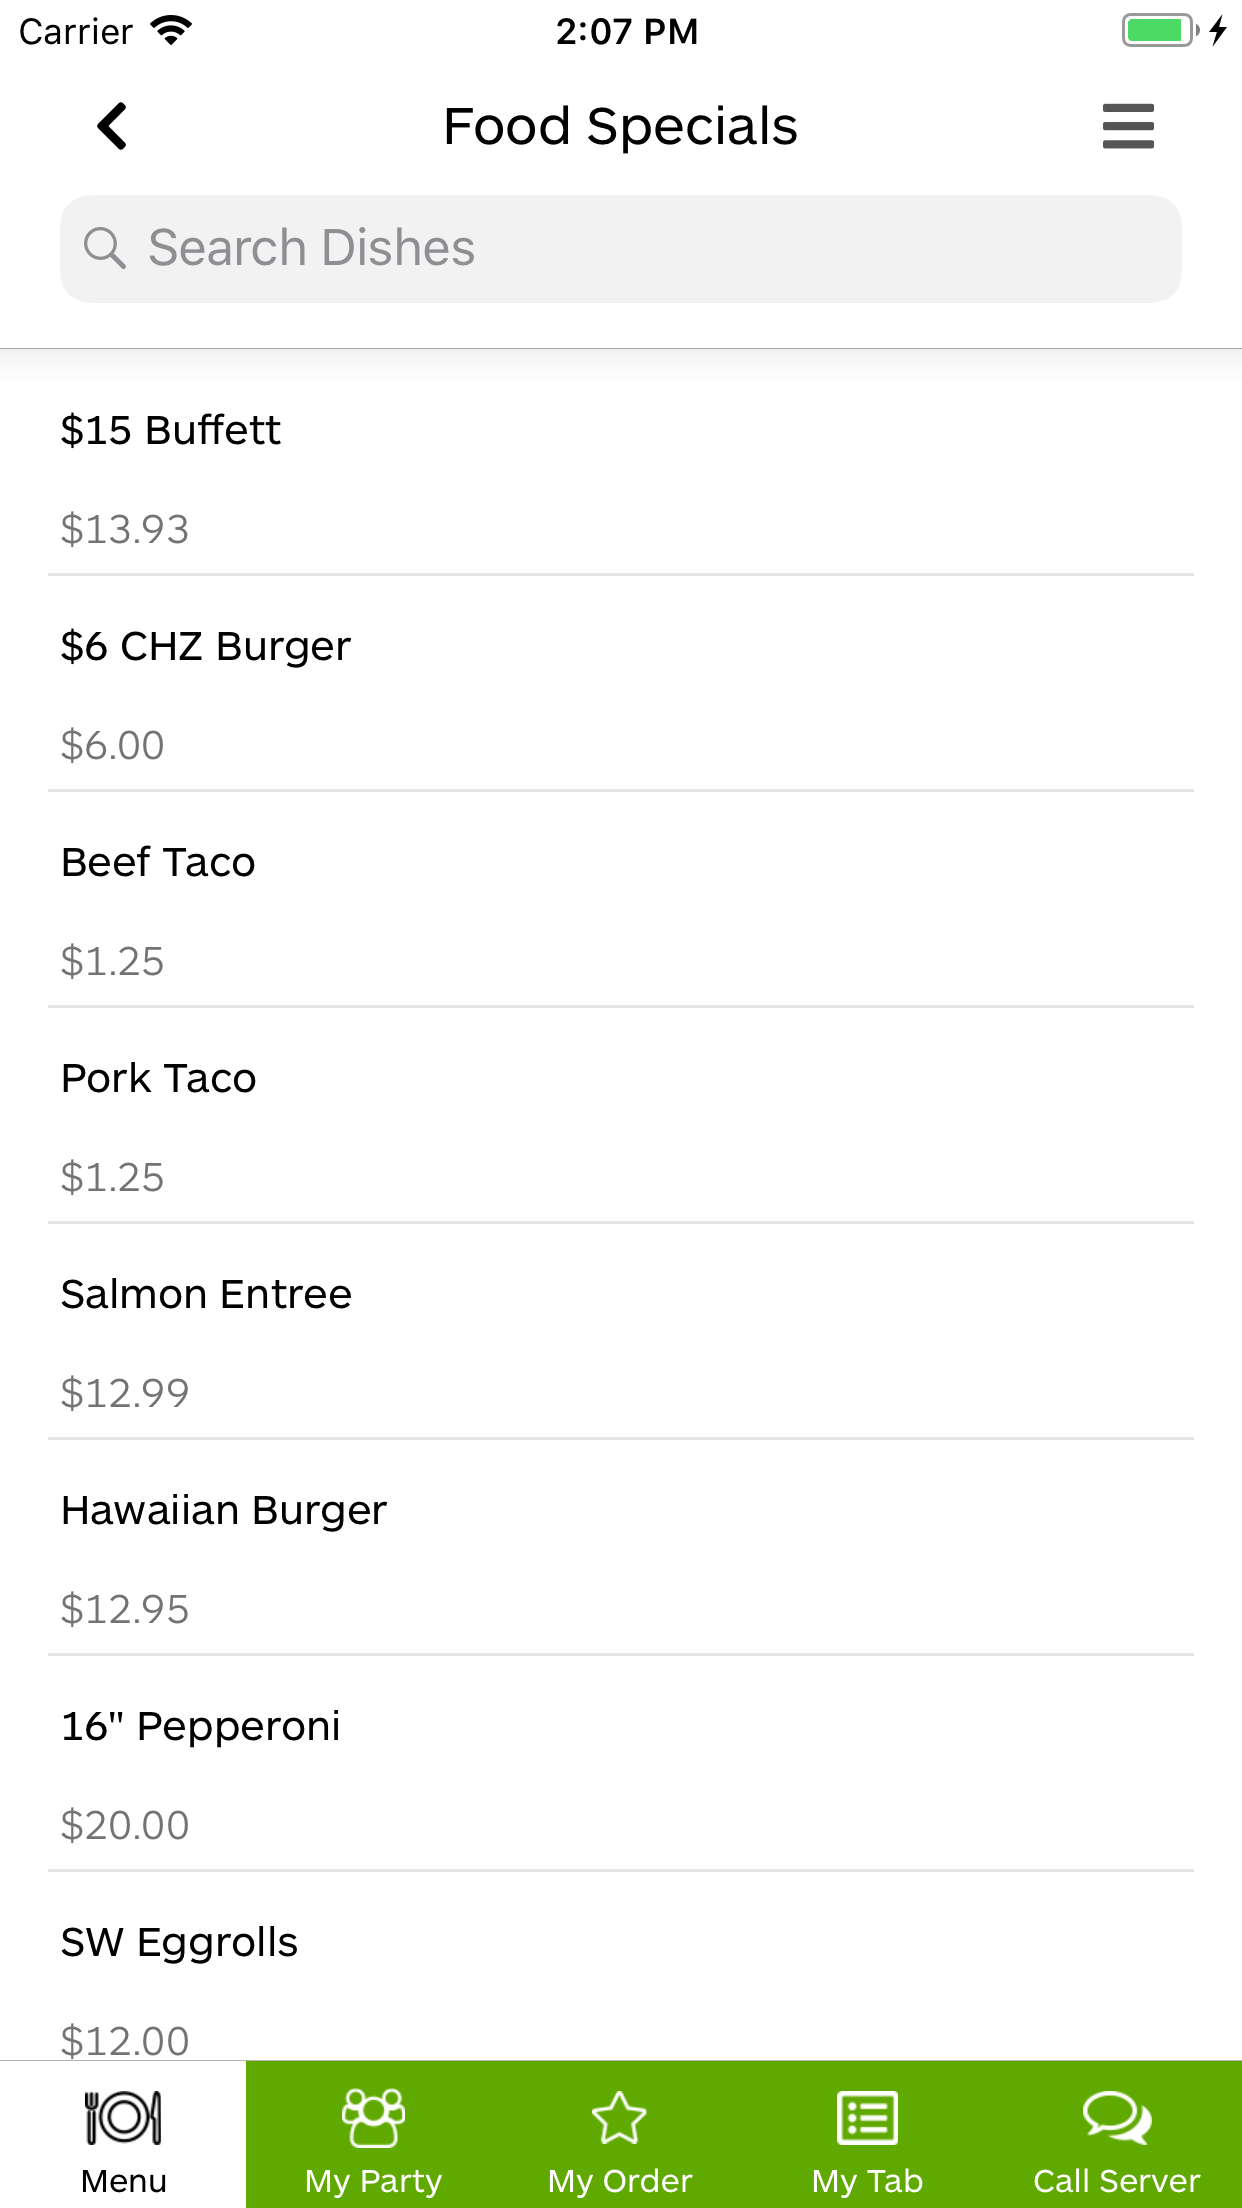 Carrier 2:07 PM
Food Specials
Search Dishes
$15 Buffett
$13.93
$6 CHZ Burger
$6.00
Beef Taco
$1.25
Pork Taco
$1.25
Salmon Entree
$12.99
Hawaiian Burger
$12.95
16" Pepperoni
$20.00
SW Eggrolls
$12.00
Menu My Party My Order My Tab Call Server